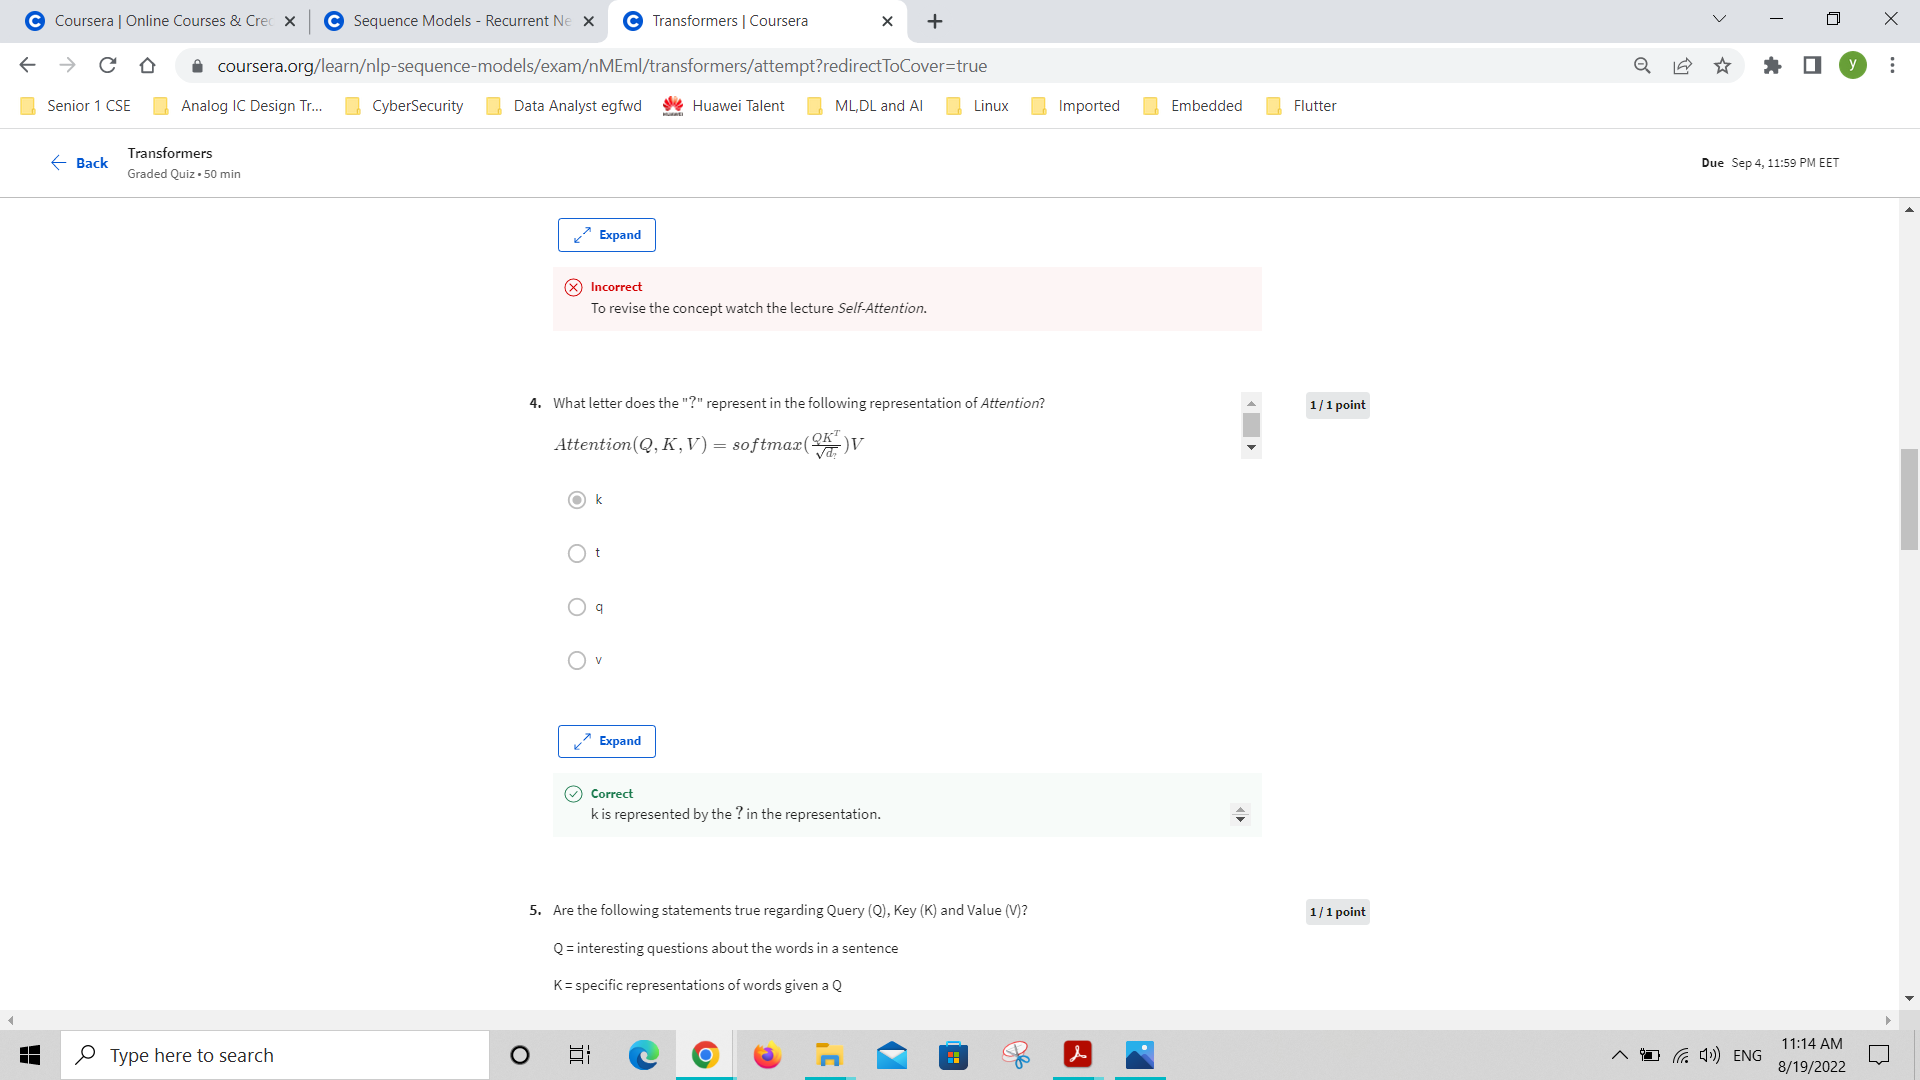 Coursera | Online Courses & Cre
Sequence Models - Recurrent Ne
Transformers | Coursera
coursera.org/learn/nlp-sequence-models/exam/nMEml/transformers/attempt?redirectToCover=true
y
Senior 1 CSE
Analog IC Design Tr...
CyberSecurity
Data Analyst egfwd
Huawei Talent
ML,DL and AI
Linux
Imported
Embedded
Flutter
Back
Transformers
Graded Quiz • 50 min
Due Sep 4, 11:59 PM EET
Expand
Incorrect
To revise the concept watch the lecture Self-Attention.
4. What letter does the "?" represent in the following representation of Attention?
1 / 1 point
Attention(Q, K, V) = softmax(QK^T/√d_?)V
k
t
q
v
Expand
Correct
k is represented by the ? in the representation.
5. Are the following statements true regarding Query (Q), Key (K) and Value (V)?
1 / 1 point
Q = interesting questions about the words in a sentence
K = specific representations of words given a Q
Type here to search
ENG
11:14 AM
8/19/2022